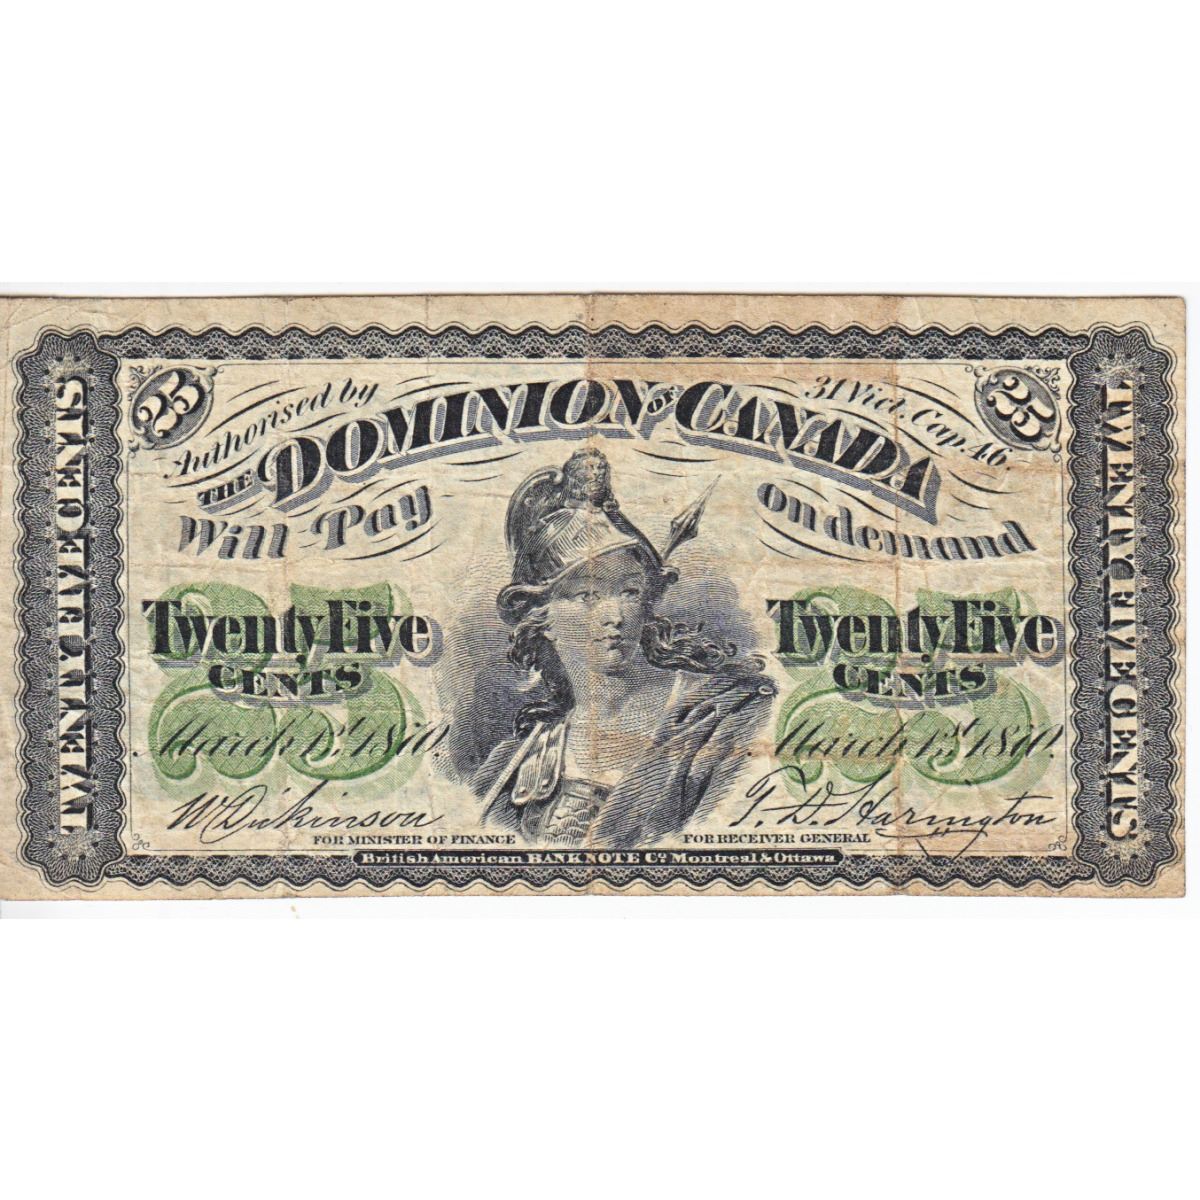 25
25
Authorised by
31 Vict. Cap. 46.
THE DOMINION OF CANADA
Will Pay
on demand
25
25
Twenty Five
CENTS
Twenty Five
CENTS
March 1st. 1870.
March 1st. 1870.
W Dickinson
T. D. Harington
FOR MINISTER OF FINANCE
FOR RECEIVER GENERAL
British American BANK NOTE Co. Montreal & Ottawa
TWENTY FIVE CENTS
TWENTY FIVE CENTS